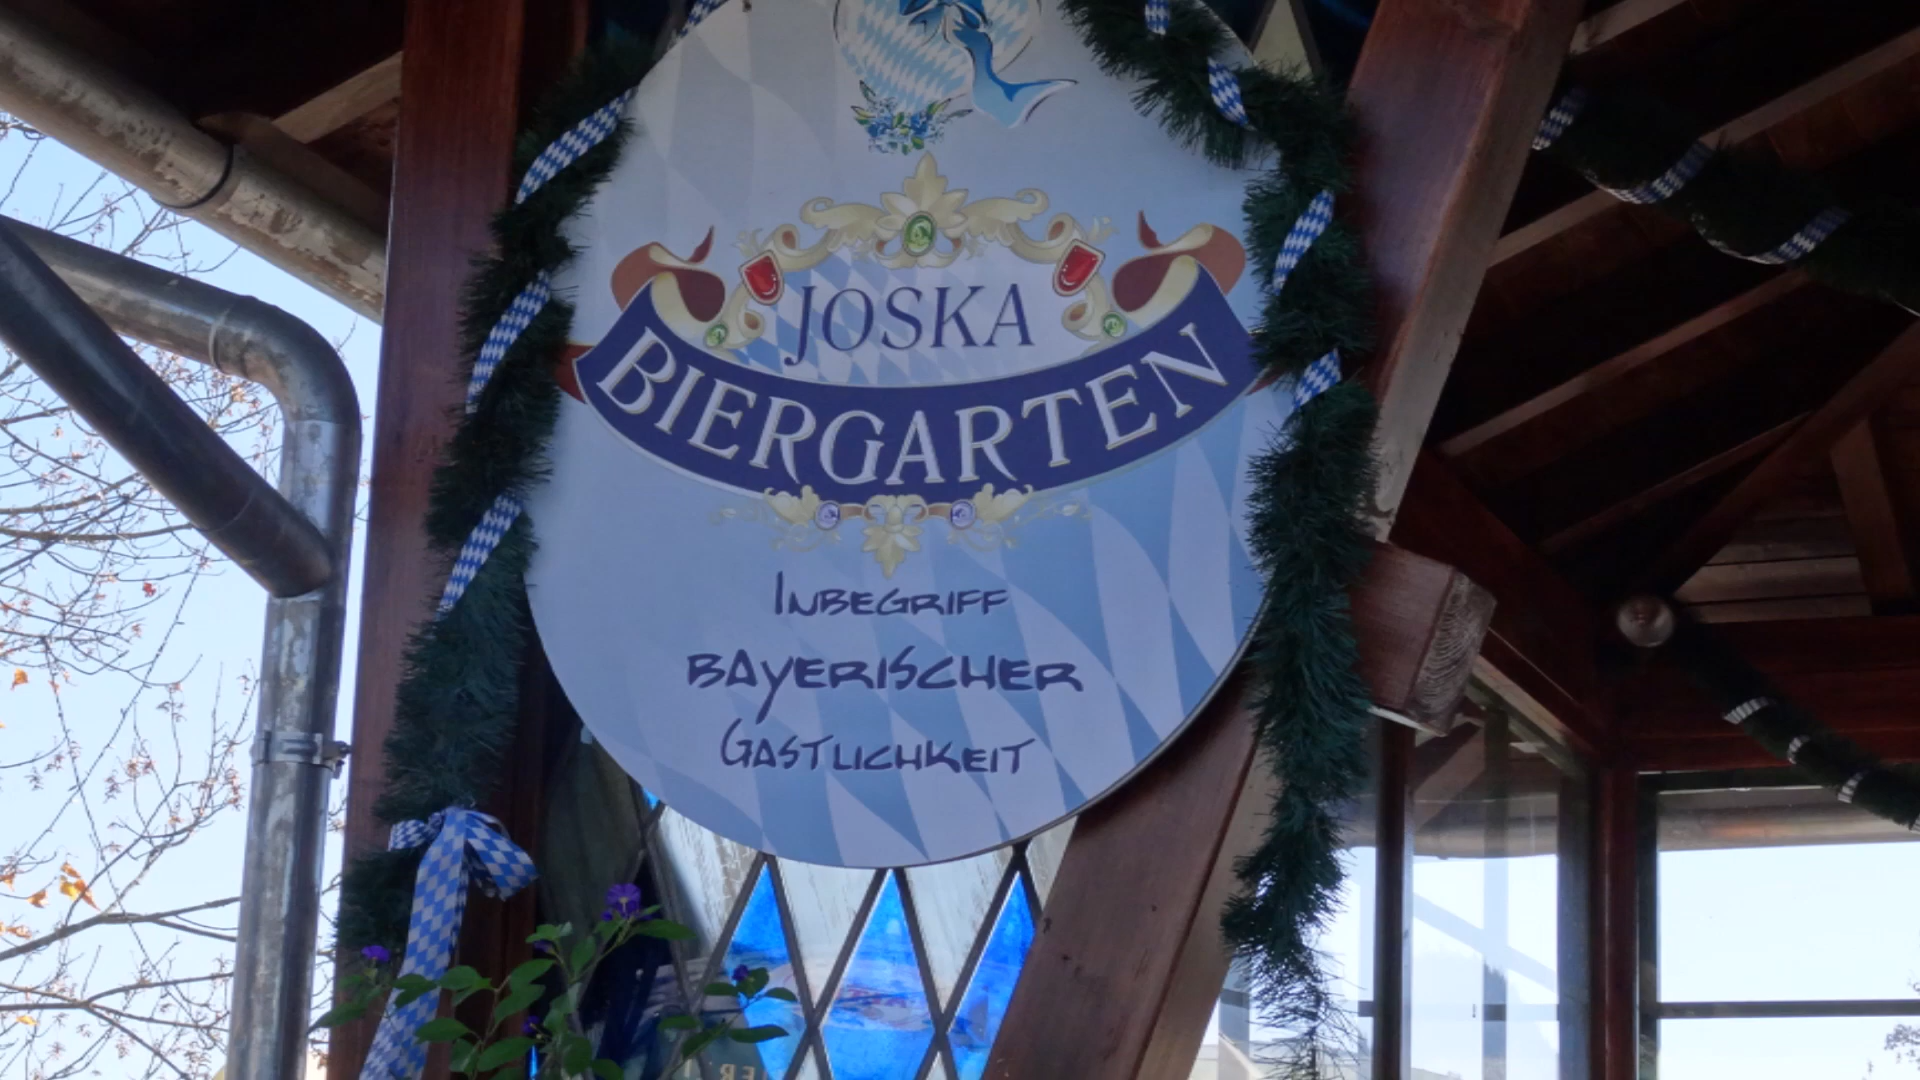 JOSKA
BIERGARTEN
INBEGRIFF
BAYERISCHER
GASTLICHKEIT